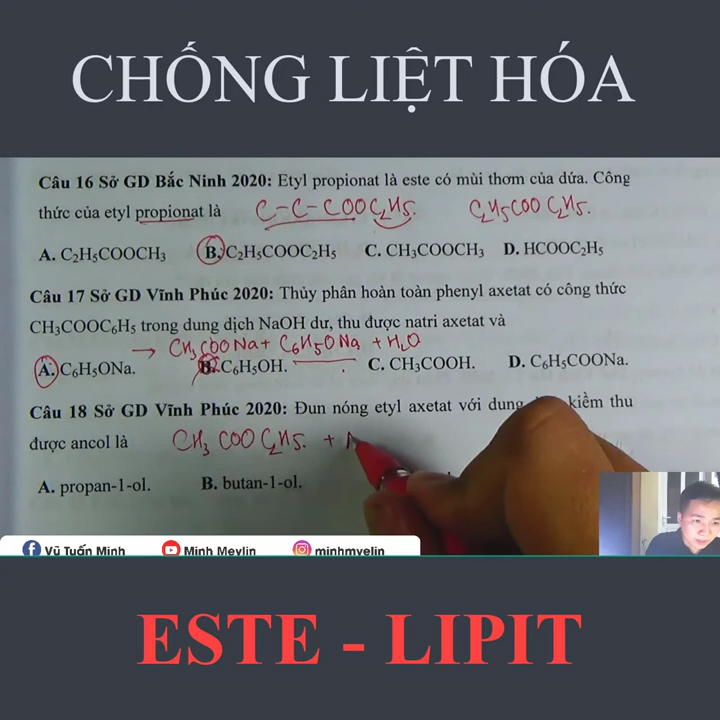 CHỐNG LIỆT HÓA
Câu 16 Sở GD Bắc Ninh 2020: Etyl propionat là este có mùi thơm của dứa. Công
thức của etyl propionat là C-C-COOC₂H₅. C₂H₅COOC₂H₅.
A. C₂H₅COOCH₃ B. C₂H₅COOC₂H₅ C. CH₃COOCH₃ D. HCOOC₂H₅
Câu 17 Sở GD Vĩnh Phúc 2020: Thủy phân hoàn toàn phenyl axetat có công thức
CH₃COOC₆H₅ trong dung dịch NaOH dư, thu được natri axetat và
→ CH₃COONa + C₆H₅ONa + H₂O
A. C₆H₅ONa. B. C₆H₅OH. C. CH₃COOH. D. C₆H₅COONa.
Câu 18 Sở GD Vĩnh Phúc 2020: Đun nóng etyl axetat với dung kiềm thu
được ancol là CH₃COOC₂H₅. +
A. propan-1-ol. B. butan-1-ol.
Vũ Tuấn Minh Minh Meylin minhmyelin
ESTE - LIPIT